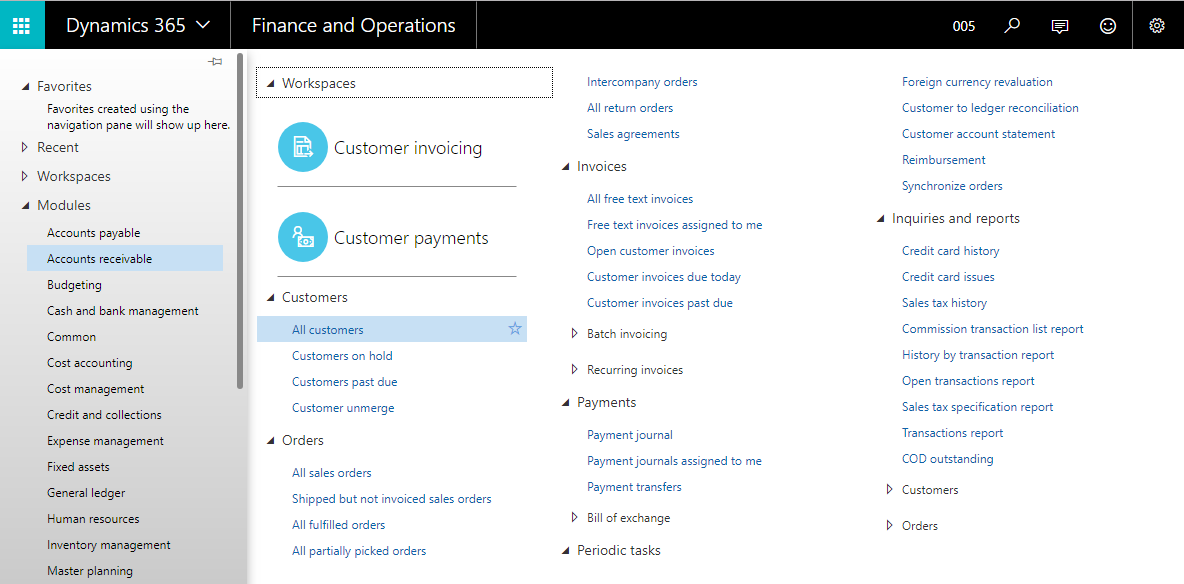 Dynamics 365
Finance and Operations
005
Favorites
Favorites created using the
navigation pane will show up here.
Recent
Workspaces
Modules
Accounts payable
Accounts receivable
Budgeting
Cash and bank management
Common
Cost accounting
Cost management
Credit and collections
Expense management
Fixed assets
General ledger
Human resources
Inventory management
Master planning
Workspaces
Customer invoicing
Customer payments
Customers
All customers
Customers on hold
Customers past due
Customer unmerge
Orders
All sales orders
Shipped but not invoiced sales orders
All fulfilled orders
All partially picked orders
Intercompany orders
All return orders
Sales agreements
Invoices
All free text invoices
Free text invoices assigned to me
Open customer invoices
Customer invoices due today
Customer invoices past due
Batch invoicing
Recurring invoices
Payments
Payment journal
Payment journals assigned to me
Payment transfers
Bill of exchange
Periodic tasks
Foreign currency revaluation
Customer to ledger reconciliation
Customer account statement
Reimbursement
Synchronize orders
Inquiries and reports
Credit card history
Credit card issues
Sales tax history
Commission transaction list report
History by transaction report
Open transactions report
Sales tax specification report
Transactions report
COD outstanding
Customers
Orders